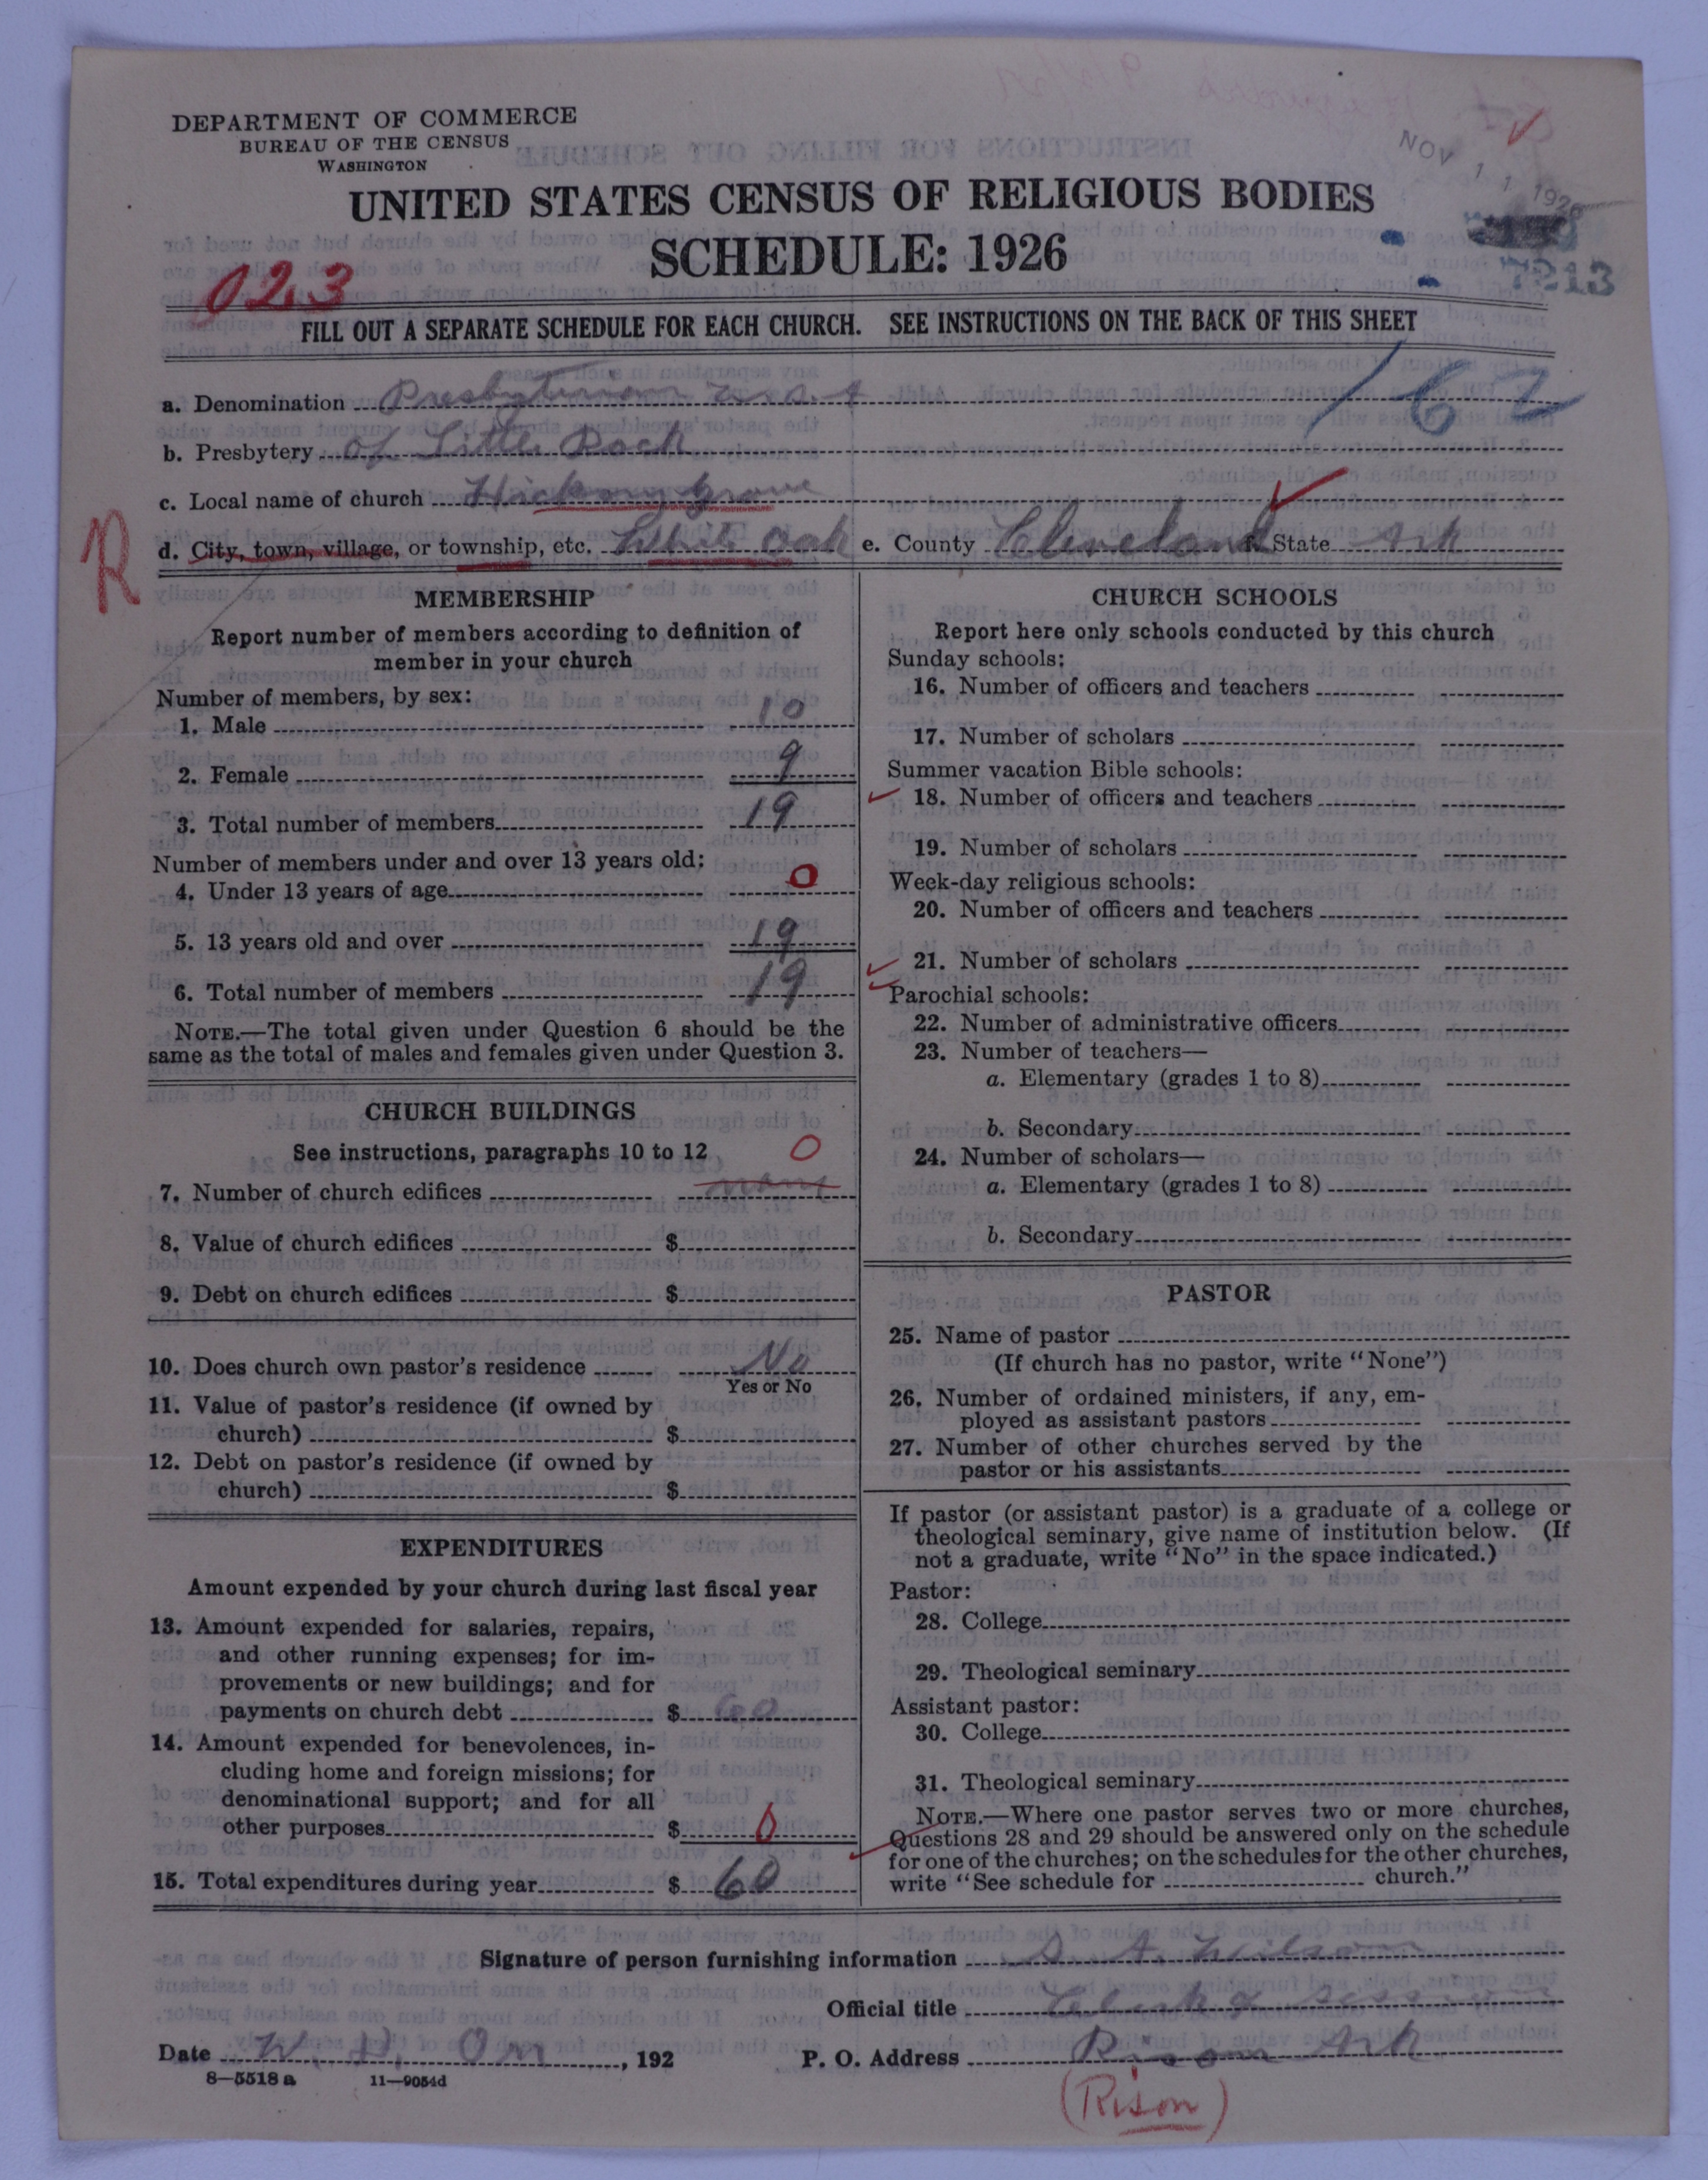 DEPARTMENT OF COMMERCE
BUREAU OF THE CENSUS
WASHINGTON
NOV 11 1926
UNITED STATES CENSUS OF RELIGIOUS BODIES
SCHEDULE: 1926
023
7213
FILL OUT A SEPARATE SCHEDULE FOR EACH CHURCH. SEE INSTRUCTIONS ON THE BACK OF THIS SHEET
162
a. Denomination Presbyterian U.S.A
b. Presbytery of Little Rock
c. Local name of church Hickory Grove
R
d. City, town, village, or township, etc. White Oak e. County Cleveland f. State Ark
MEMBERSHIP
Report number of members according to definition of
member in your church
Number of members, by sex:
1. Male 10
2. Female 9
3. Total number of members 19
Number of members under and over 13 years old:
4. Under 13 years of age 0
5. 13 years old and over 19
6. Total number of members 19
NOTE.—The total given under Question 6 should be the
same as the total of males and females given under Question 3.
CHURCH BUILDINGS
See instructions, paragraphs 10 to 12 0
7. Number of church edifices none
8. Value of church edifices $
9. Debt on church edifices $
10. Does church own pastor's residence No
Yes or No
11. Value of pastor's residence (if owned by
church) $
12. Debt on pastor's residence (if owned by
church) $
EXPENDITURES
Amount expended by your church during last fiscal year
13. Amount expended for salaries, repairs,
and other running expenses; for im-
provements or new buildings; and for
payments on church debt $ 60
14. Amount expended for benevolences, in-
cluding home and foreign missions; for
denominational support; and for all
other purposes $ 0
15. Total expenditures during year $ 60
CHURCH SCHOOLS
Report here only schools conducted by this church
Sunday schools:
16. Number of officers and teachers
17. Number of scholars
Summer vacation Bible schools:
18. Number of officers and teachers
19. Number of scholars
Week-day religious schools:
20. Number of officers and teachers
21. Number of scholars
Parochial schools:
22. Number of administrative officers
23. Number of teachers—
a. Elementary (grades 1 to 8)
b. Secondary
24. Number of scholars—
a. Elementary (grades 1 to 8)
b. Secondary
PASTOR
25. Name of pastor
(If church has no pastor, write "None")
26. Number of ordained ministers, if any, em-
ployed as assistant pastors
27. Number of other churches served by the
pastor or his assistants
If pastor (or assistant pastor) is a graduate of a college or
theological seminary, give name of institution below. (If
not a graduate, write "No" in the space indicated.)
Pastor:
28. College
29. Theological seminary
Assistant pastor:
30. College
31. Theological seminary
NOTE.—Where one pastor serves two or more churches,
Questions 28 and 29 should be answered only on the schedule
for one of the churches; on the schedules for the other churches,
write "See schedule for church."
Signature of person furnishing information D. A. Wilson
Official title Clerk of Session
Date W. D. Orr, 192 P. O. Address Rison Ark
8—5518 a 11—9054d
(Rison)